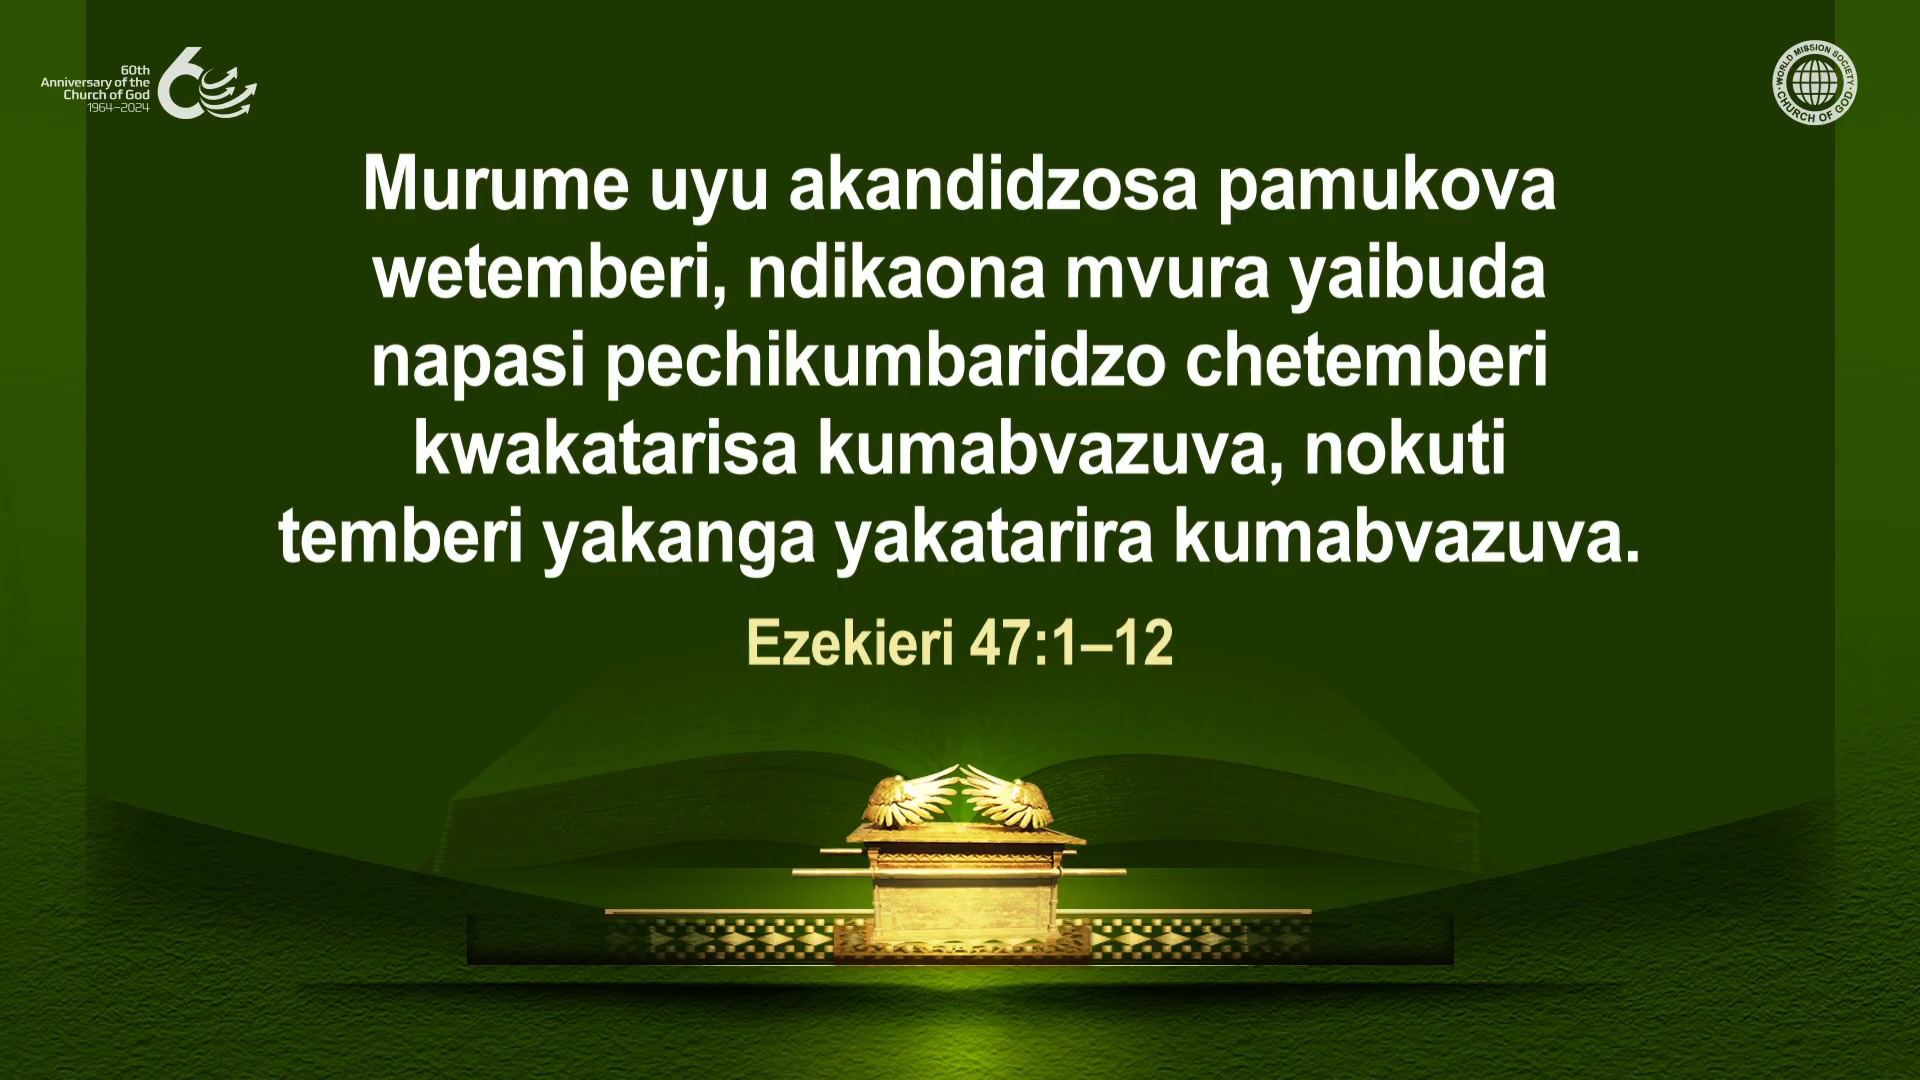 60th
Anniversary of the
Church of God
1964–2024
WORLD MISSION SOCIETY
CHURCH OF GOD
Murume uyu akandidzosa pamukova
wetemberi, ndikaona mvura yaibuda
napasi pechikumbaridzo chetemberi
kwakatarisa kumabvazuva, nokuti
temberi yakanga yakatarira kumabvazuva.
Ezekieri 47:1–12